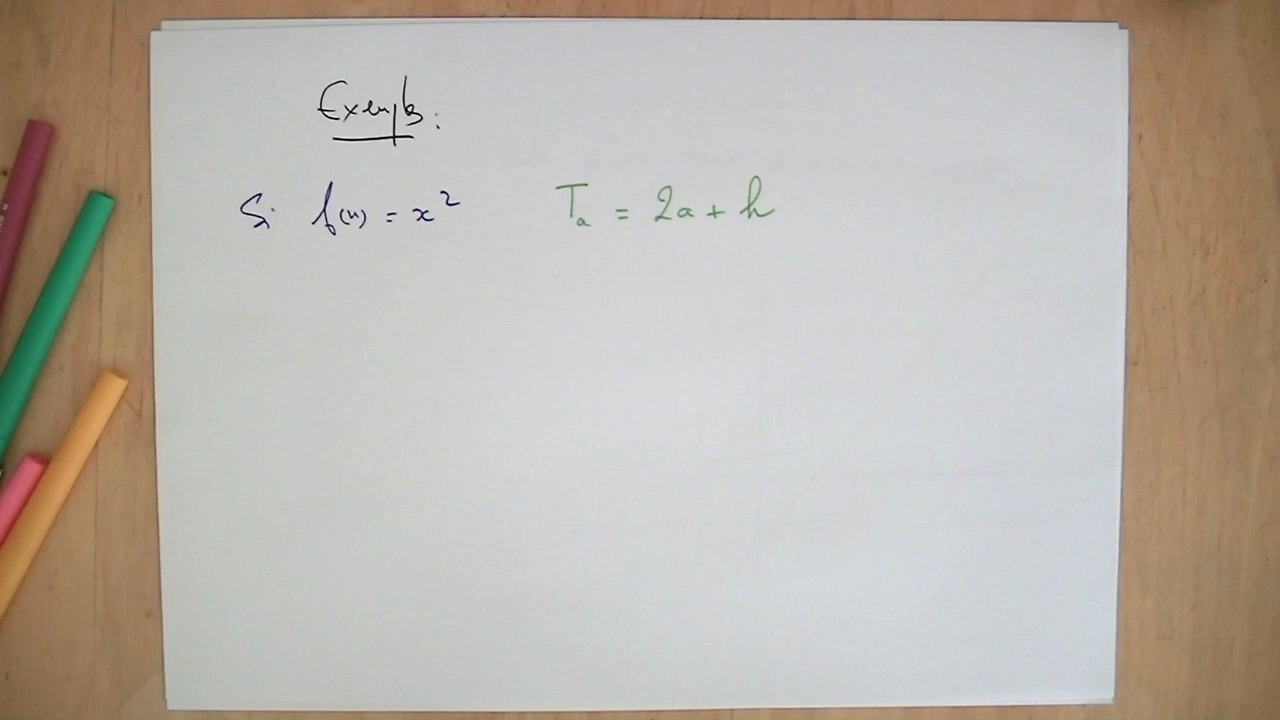 Exemple :
Si f(x) = x² Tₐ = 2a + h